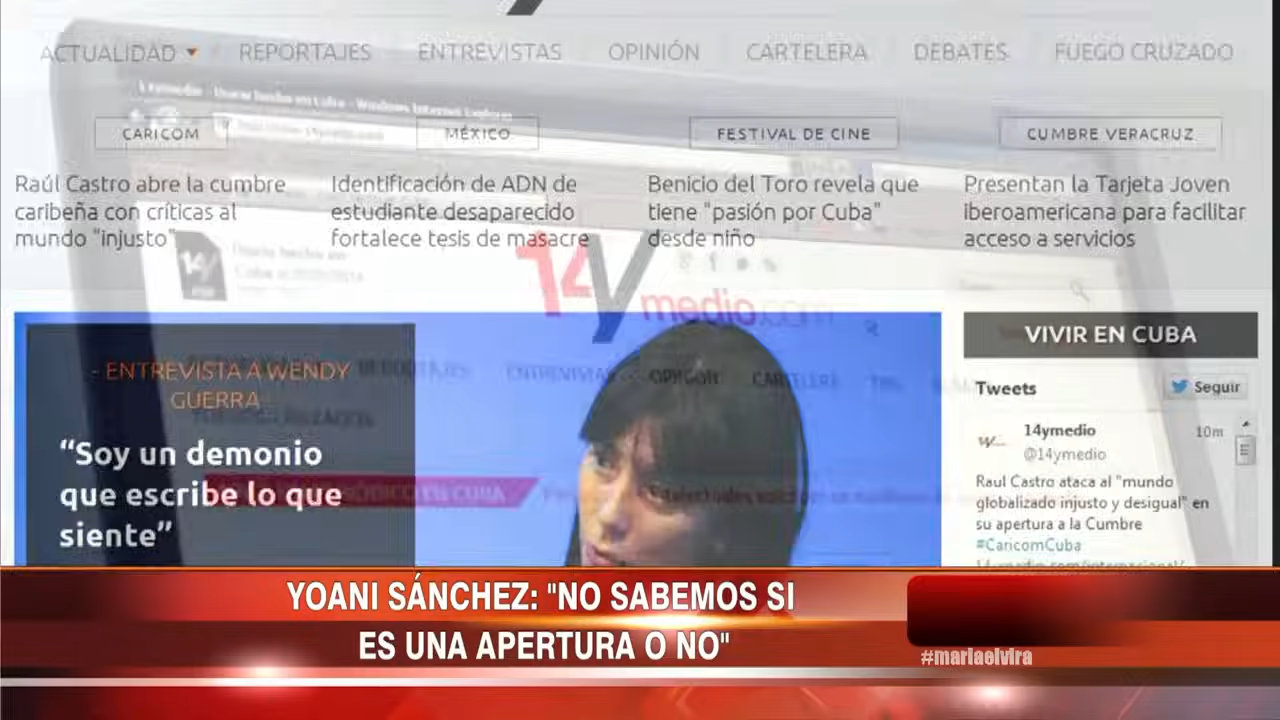 ACTUALIDAD
REPORTAJES
ENTREVISTAS
OPINIÓN
CARTELERA
DEBATES
FUEGO CRUZADO
CARICOM
MÉXICO
FESTIVAL DE CINE
CUMBRE VERACRUZ
Raúl Castro abre la cumbre
caribeña con críticas al
mundo "injusto"
Identificación de ADN de
estudiante desaparecido
fortalece tesis de masacre
Benicio del Toro revela que
tiene "pasión por Cuba"
desde niño
Presentan la Tarjeta Joven
iberoamericana para facilitar
acceso a servicios
14ymedio.com
ENTREVISTAS
OPINIÓN
CARTELERA
- ENTREVISTA A WENDY
GUERRA
“Soy un demonio
que escribe lo que
siente”
VIVIR EN CUBA
Tweets
Seguir
14ymedio
10m
@14ymedio
Raul Castro ataca al "mundo
globalizado injusto y desigual" en
su apertura a la Cumbre
#CaricomCuba
YOANI SÁNCHEZ: "NO SABEMOS SI
ES UNA APERTURA O NO"
#mariaelvira